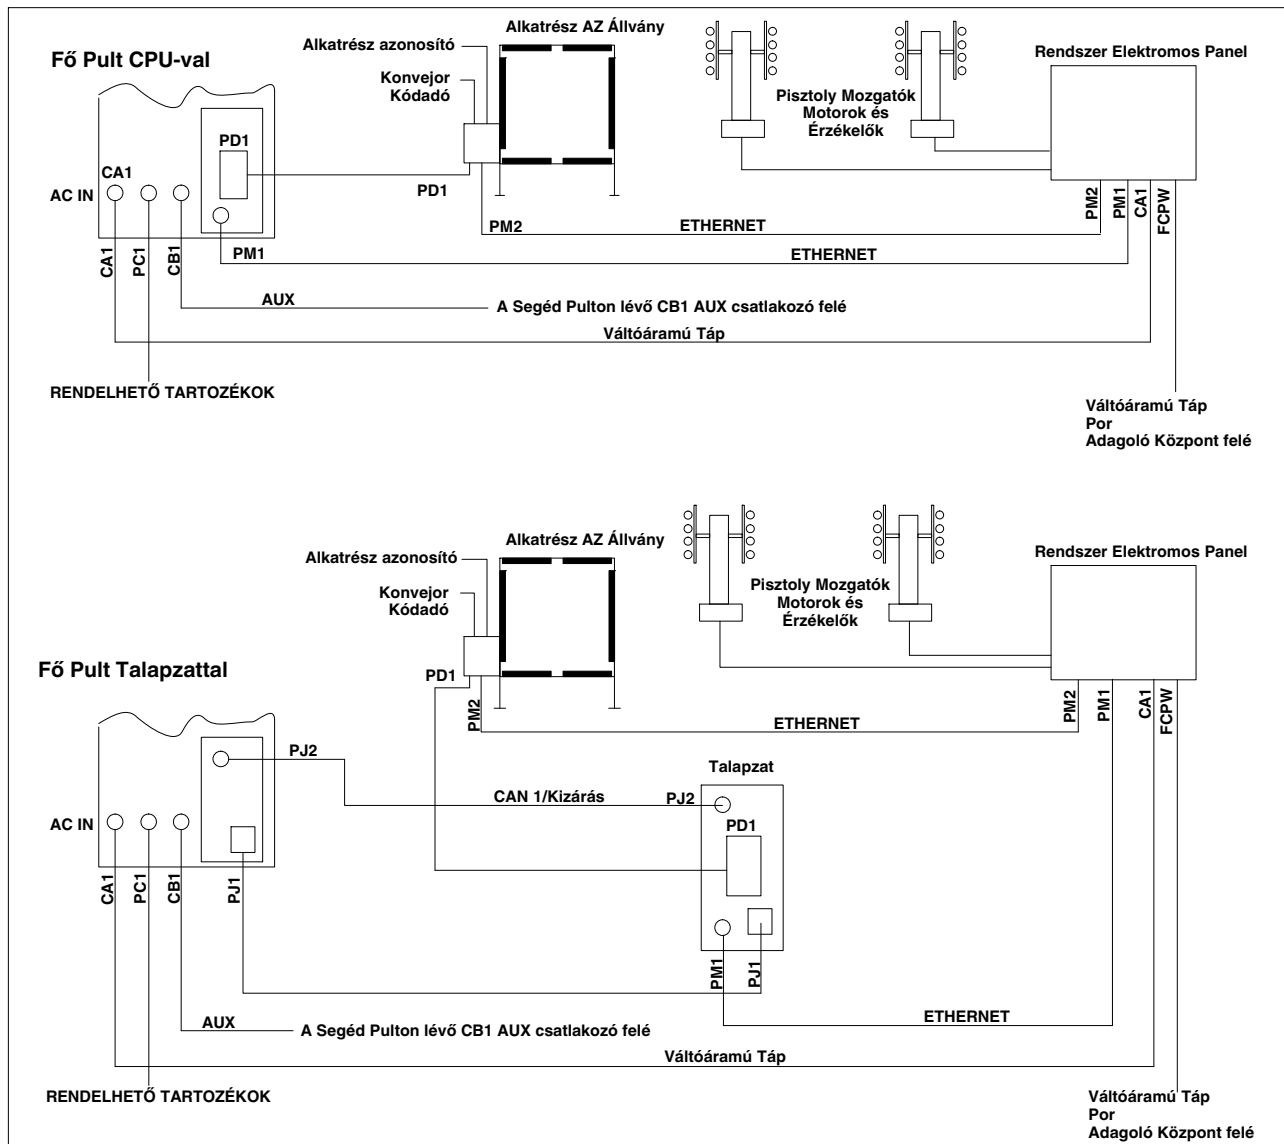 Alkatrész AZ Állvány
Alkatrész azonosító
Fő Pult CPU-val
Konvejor
Kódadó
Rendszer Elektromos Panel
Pisztoly Mozgatók
Motorok és
Érzékelők
PD1
CA1
AC IN
PD1
PM2
PM1
CA1
FCPW
PM2
ETHERNET
CA1
PC1
CB1
PM1
ETHERNET
AUX
A Segéd Pulton lévő CB1 AUX csatlakozó felé
Váltóáramú Táp
RENDELHETŐ TARTOZÉKOK
Váltóáramú Táp
Por
Adagoló Központ felé
Alkatrész AZ Állvány
Alkatrész azonosító
Rendszer Elektromos Panel
Konvejor
Kódadó
Pisztoly Mozgatók
Motorok és
Érzékelők
Fő Pult Talapzattal
PD1
PM2
PM2
PM1
CA1
FCPW
ETHERNET
PJ2
Talapzat
CAN 1/Kizárás
PJ2
AC IN
PD1
CA1
PC1
CB1
PJ1
PM1
PJ1
ETHERNET
AUX
A Segéd Pulton lévő CB1 AUX csatlakozó felé
Váltóáramú Táp
RENDELHETŐ TARTOZÉKOK
Váltóáramú Táp
Por
Adagoló Központ felé